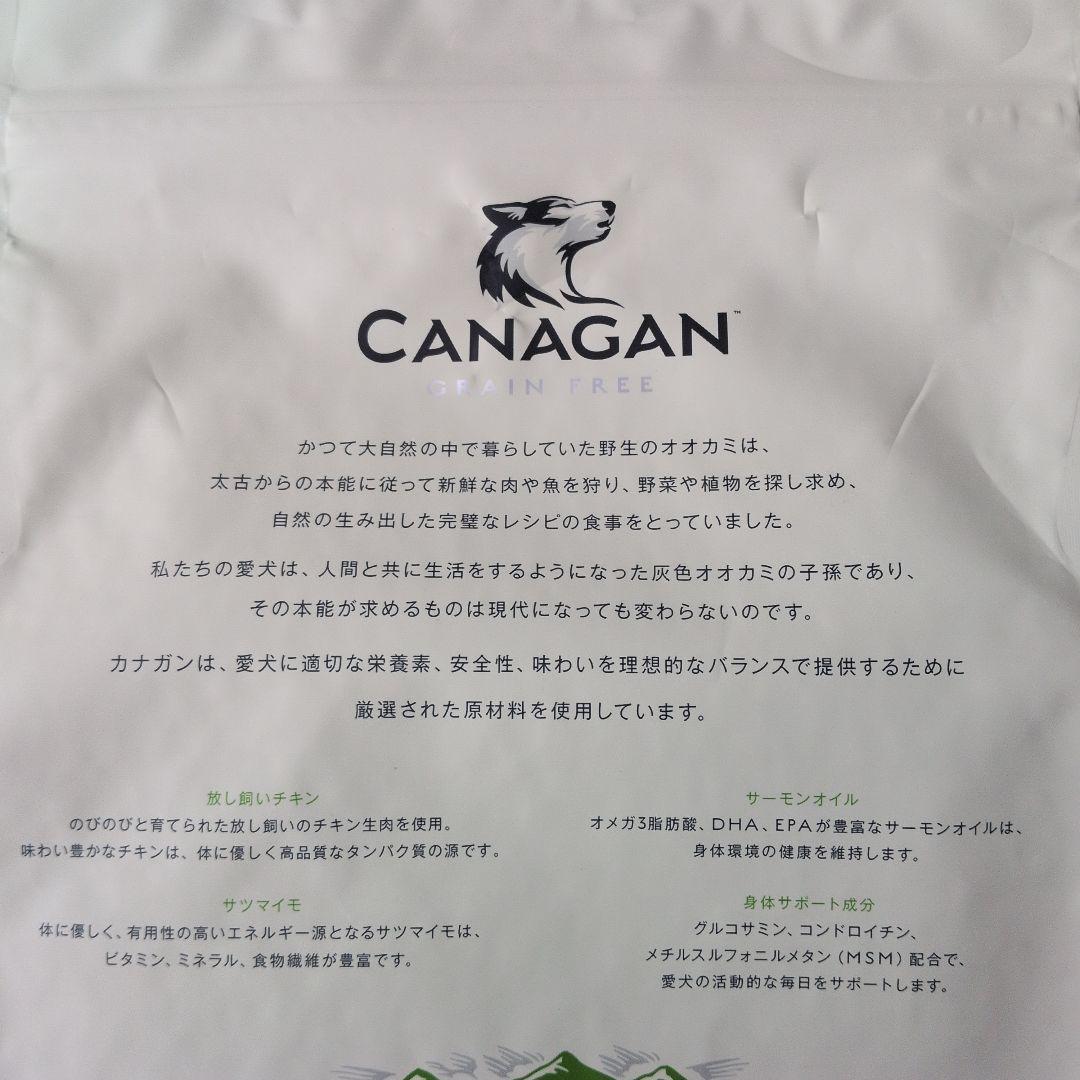 CANAGAN™
GRAIN FREE
かつて大自然の中で暮らしていた野生のオオカミは、
太古からの本能に従って新鮮な肉や魚を狩り、野菜や植物を探し求め、
自然の生み出した完璧なレシピの食事をとっていました。
私たちの愛犬は、人間と共に生活をするようになった灰色オオカミの子孫であり、
その本能が求めるものは現代になっても変わらないのです。
カナガンは、愛犬に適切な栄養素、安全性、味わいを理想的なバランスで提供するために
厳選された原材料を使用しています。
放し飼いチキン
のびのびと育てられた放し飼いのチキン生肉を使用。
味わい豊かなチキンは、体に優しく高品質なタンパク質の源です。
サツマイモ
体に優しく、有用性の高いエネルギー源となるサツマイモは、
ビタミン、ミネラル、食物繊維が豊富です。
サーモンオイル
オメガ3脂肪酸、DHA、EPAが豊富なサーモンオイルは、
身体環境の健康を維持します。
身体サポート成分
グルコサミン、コンドロイチン、
メチルスルフォニルメタン(MSM)配合で、
愛犬の活動的な毎日をサポートします。